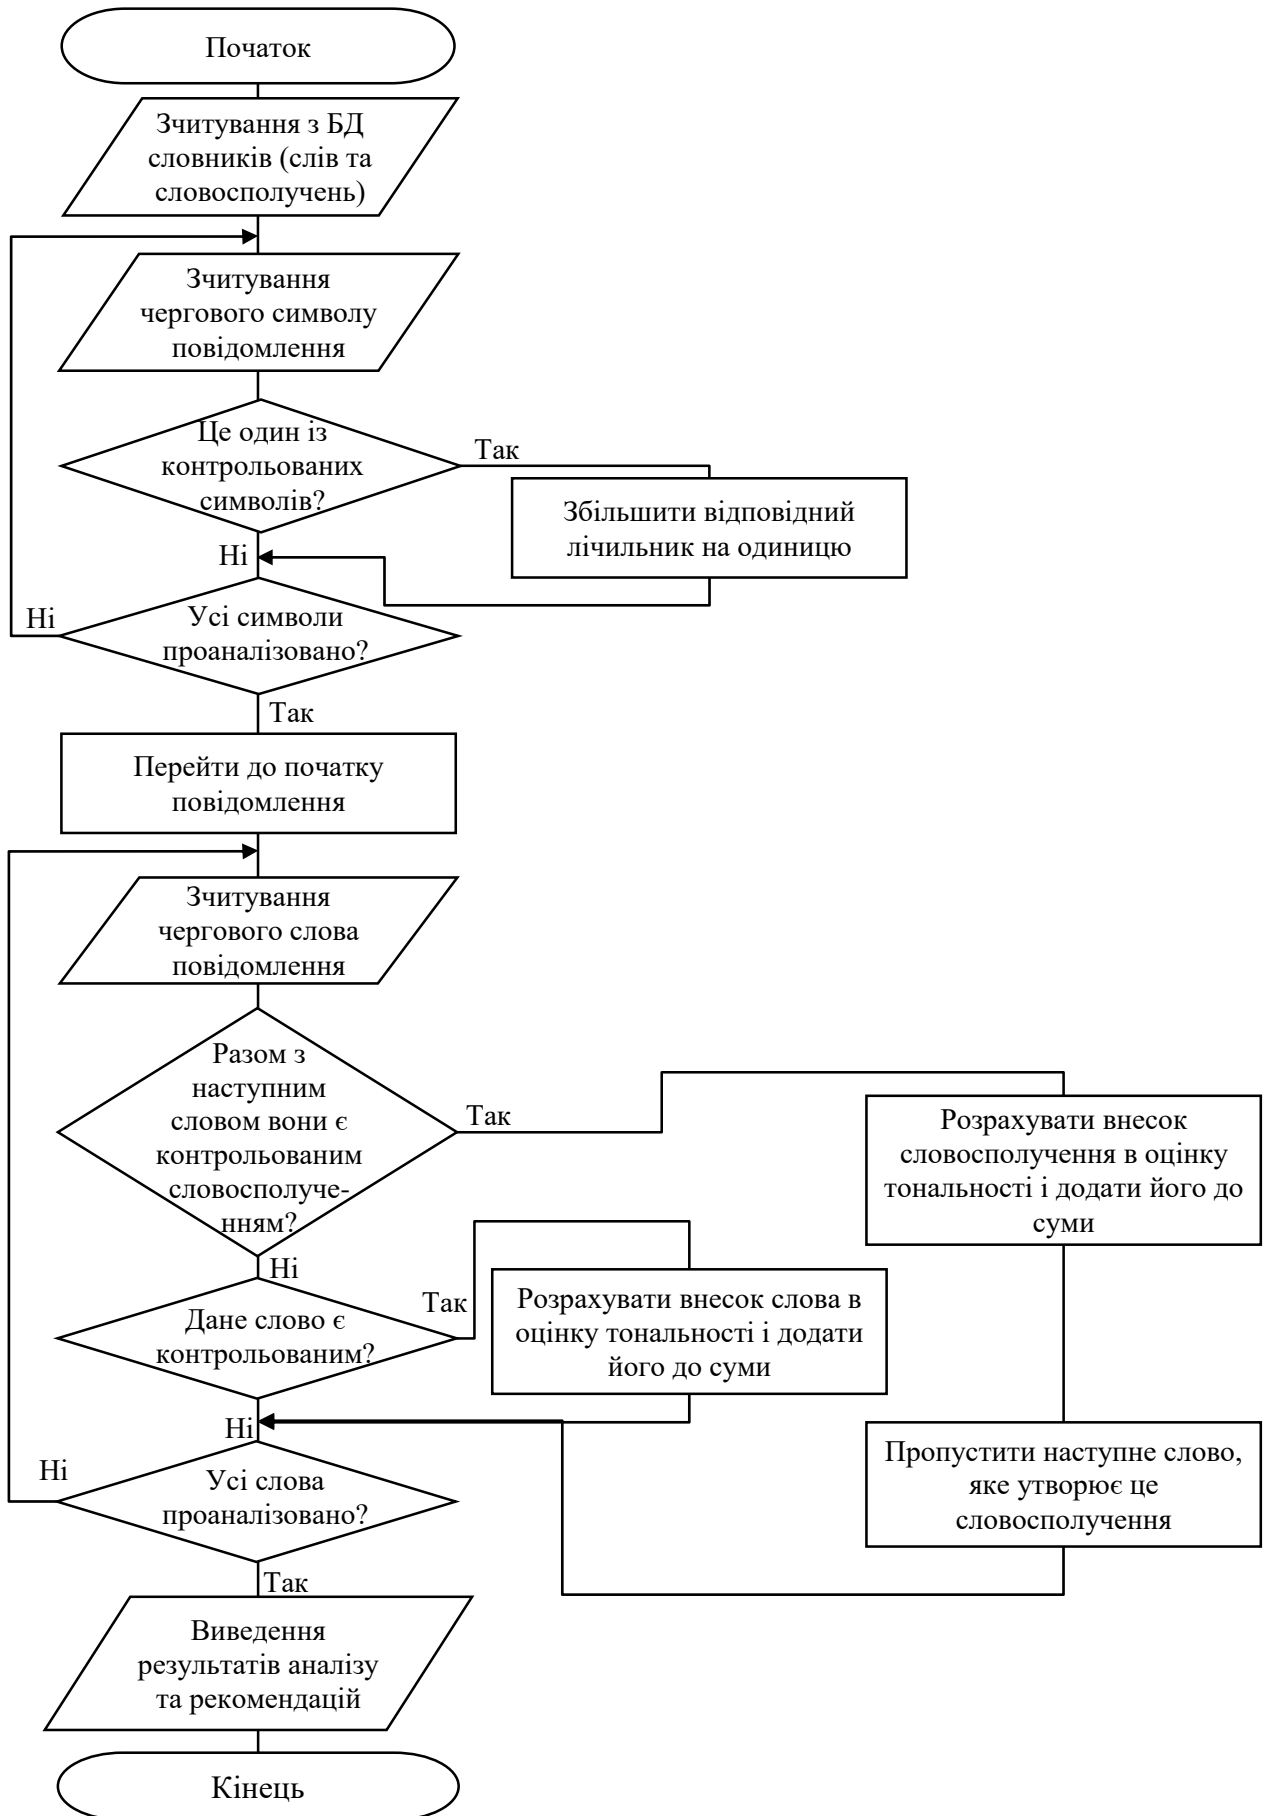 Початок
Зчитування з БД
словників (слів та
словосполучень)
Зчитування
чергового символу
повідомлення
Це один із
контрольованих
символів?
Так
Збільшити відповідний
лічильник на одиницю
Ні
Усі символи
проаналізовано?
Ні
Так
Перейти до початку
повідомлення
Зчитування
чергового слова
повідомлення
Разом з
наступним
словом вони є
контрольованим
словосполуче-
нням?
Так
Розрахувати внесок
словосполучення в оцінку
тональності і додати його до
суми
Ні
Дане слово є
контрольованим?
Так
Розрахувати внесок слова в
оцінку тональності і додати
його до суми
Пропустити наступне слово,
яке утворює це
словосполучення
Ні
Усі слова
проаналізовано?
Ні
Так
Виведення
результатів аналізу
та рекомендацій
Кінець